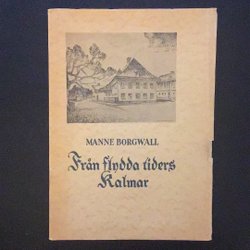 MANNE BORGWALL
Från flydda tiders
Kalmar